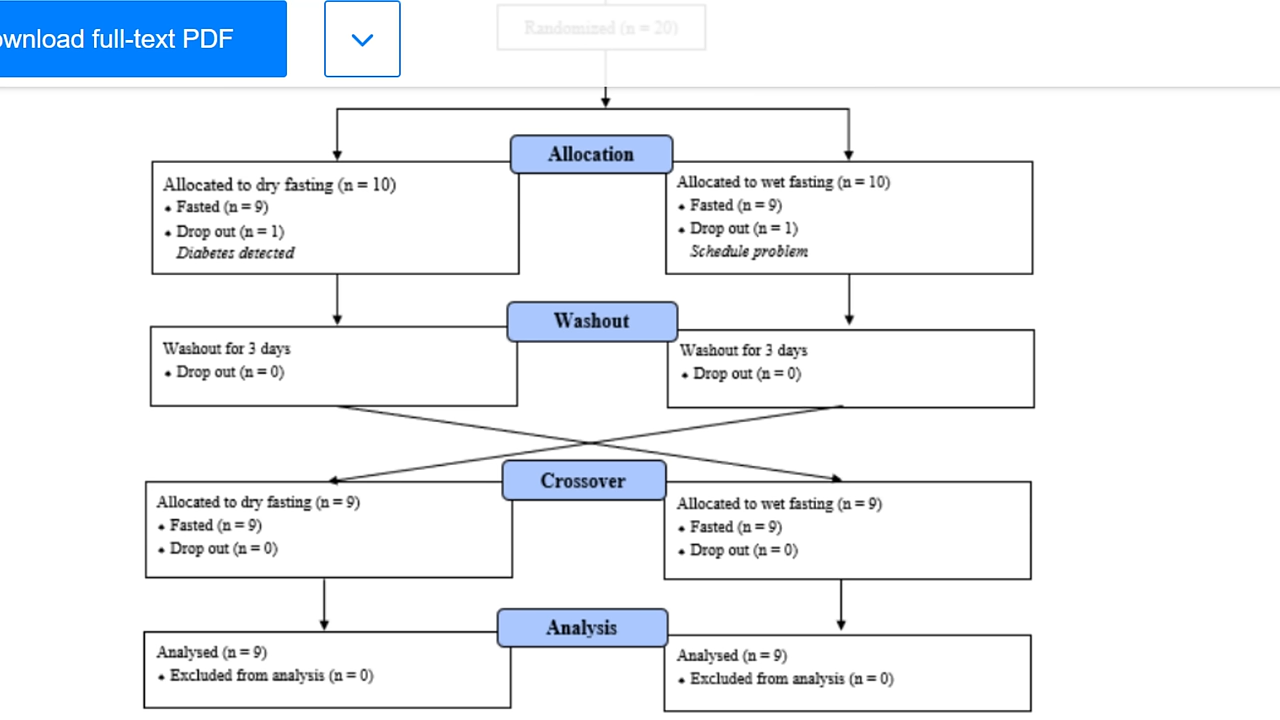 ownload full-text PDF
Randomized (n = 20)
Allocation
Allocated to dry fasting (n = 10)
• Fasted (n = 9)
• Drop out (n = 1)
Diabetes detected
Allocated to wet fasting (n = 10)
• Fasted (n = 9)
• Drop out (n = 1)
Schedule problem
Washout
Washout for 3 days
• Drop out (n = 0)
Washout for 3 days
• Drop out (n = 0)
Crossover
Allocated to dry fasting (n = 9)
• Fasted (n = 9)
• Drop out (n = 0)
Allocated to wet fasting (n = 9)
• Fasted (n = 9)
• Drop out (n = 0)
Analysis
Analysed (n = 9)
• Excluded from analysis (n = 0)
Analysed (n = 9)
• Excluded from analysis (n = 0)